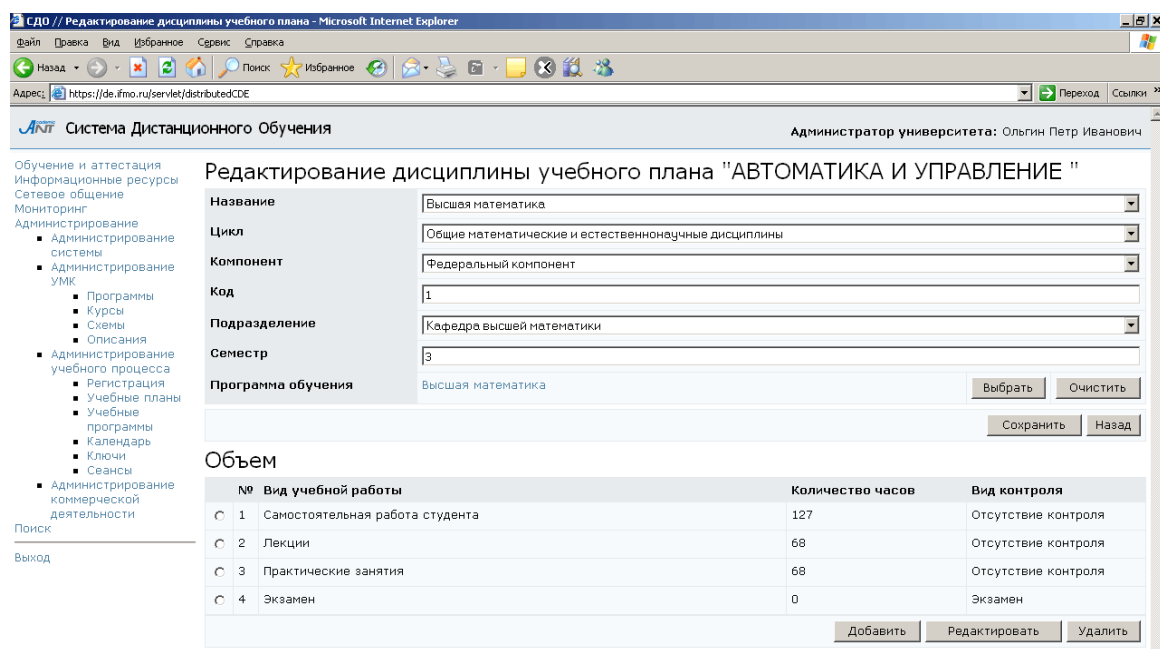 СДО // Редактирование дисциплины учебного плана - Microsoft Internet Explorer
Файл Правка Вид Избранное Сервис Справка
Назад Поиск Избранное
Адрес: https://de.ifmo.ru/servlet/distributedCDE Переход Ссылки »
Academic ANT Система Дистанционного Обучения Администратор университета: Ольгин Петр Иванович
Обучение и аттестация
Информационные ресурсы
Сетевое общение
Мониторинг
Администрирование
Администрирование
системы
Администрирование
УМК
Программы
Курсы
Схемы
Описания
Администрирование
учебного процесса
Регистрация
Учебные планы
Учебные
программы
Календарь
Ключи
Сеансы
Администрирование
коммерческой
деятельности
Поиск
Выход
Редактирование дисциплины учебного плана "АВТОМАТИКА И УПРАВЛЕНИЕ "
Название Высшая математика
Цикл Общие математические и естественнонаучные дисциплины
Компонент Федеральный компонент
Код 1
Подразделение Кафедра высшей математики
Семестр 3
Программа обучения Высшая математика Выбрать Очистить
Сохранить Назад
Объем
№ Вид учебной работы Количество часов Вид контроля
1 Самостоятельная работа студента 127 Отсутствие контроля
2 Лекции 68 Отсутствие контроля
3 Практические занятия 68 Отсутствие контроля
4 Экзамен 0 Экзамен
Добавить Редактировать Удалить